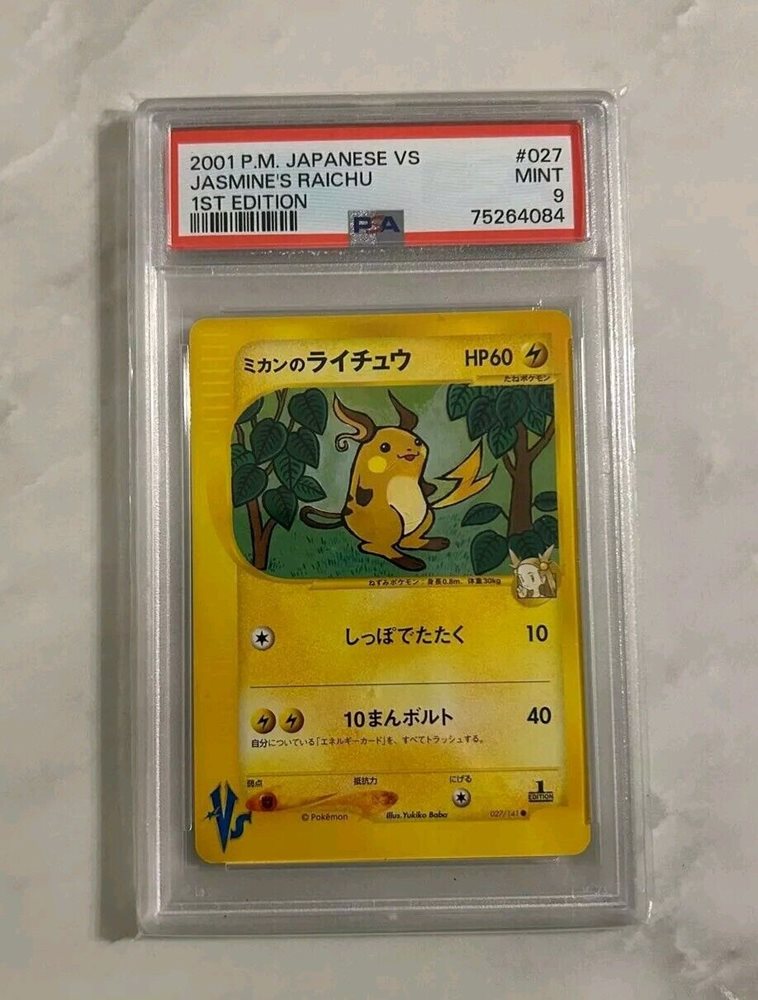 2001 P.M. JAPANESE VS #027
JASMINE'S RAICHU MINT
1ST EDITION 9
PSA 75264084
ミカンのライチュウ HP60
たねポケモン
ねずみポケモン 身長0.8m 体重30kg
しっぽでたたく 10
10まんボルト 40
自分についている「エネルギーカード」を、すべてトラッシュする。
弱点 抵抗力 にげる
1
EDITION
VS
© Pokémon Illus. Yukiko Baba 027/141